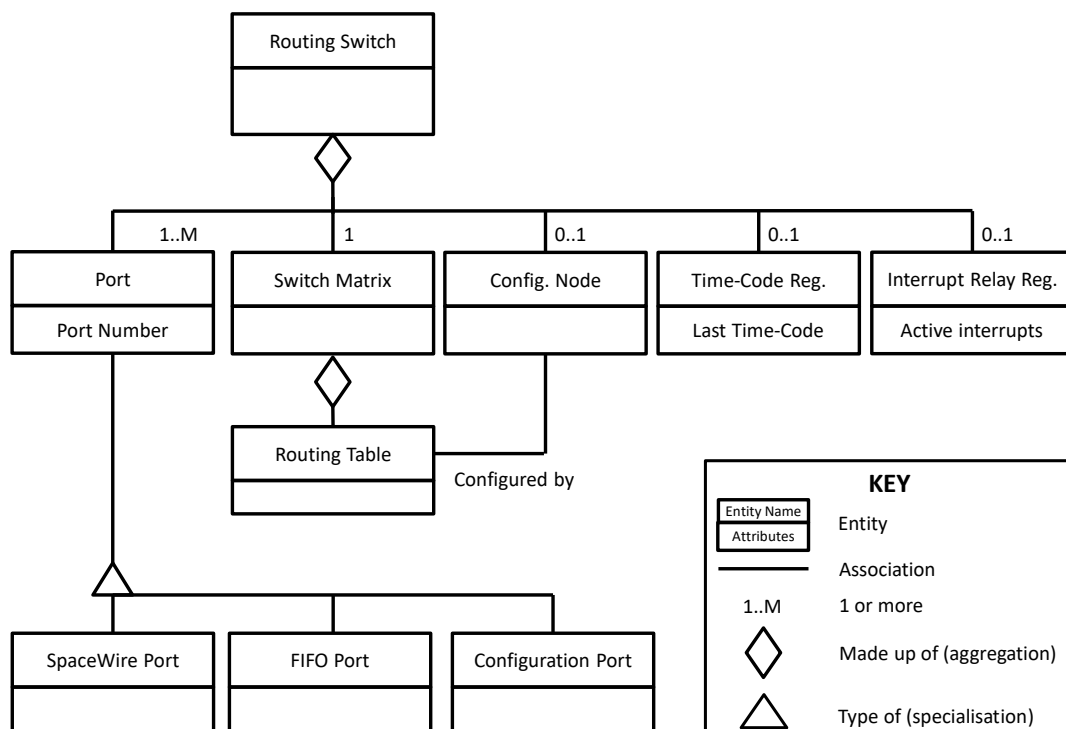 Routing Switch
1..M
1
0..1
0..1
0..1
Port
Port Number
Switch Matrix
Config. Node
Time-Code Reg.
Last Time-Code
Interrupt Relay Reg.
Active interrupts
Routing Table
Configured by
SpaceWire Port
FIFO Port
Configuration Port
KEY
Entity Name
Attributes
Entity
Association
1..M
1 or more
Made up of (aggregation)
Type of (specialisation)